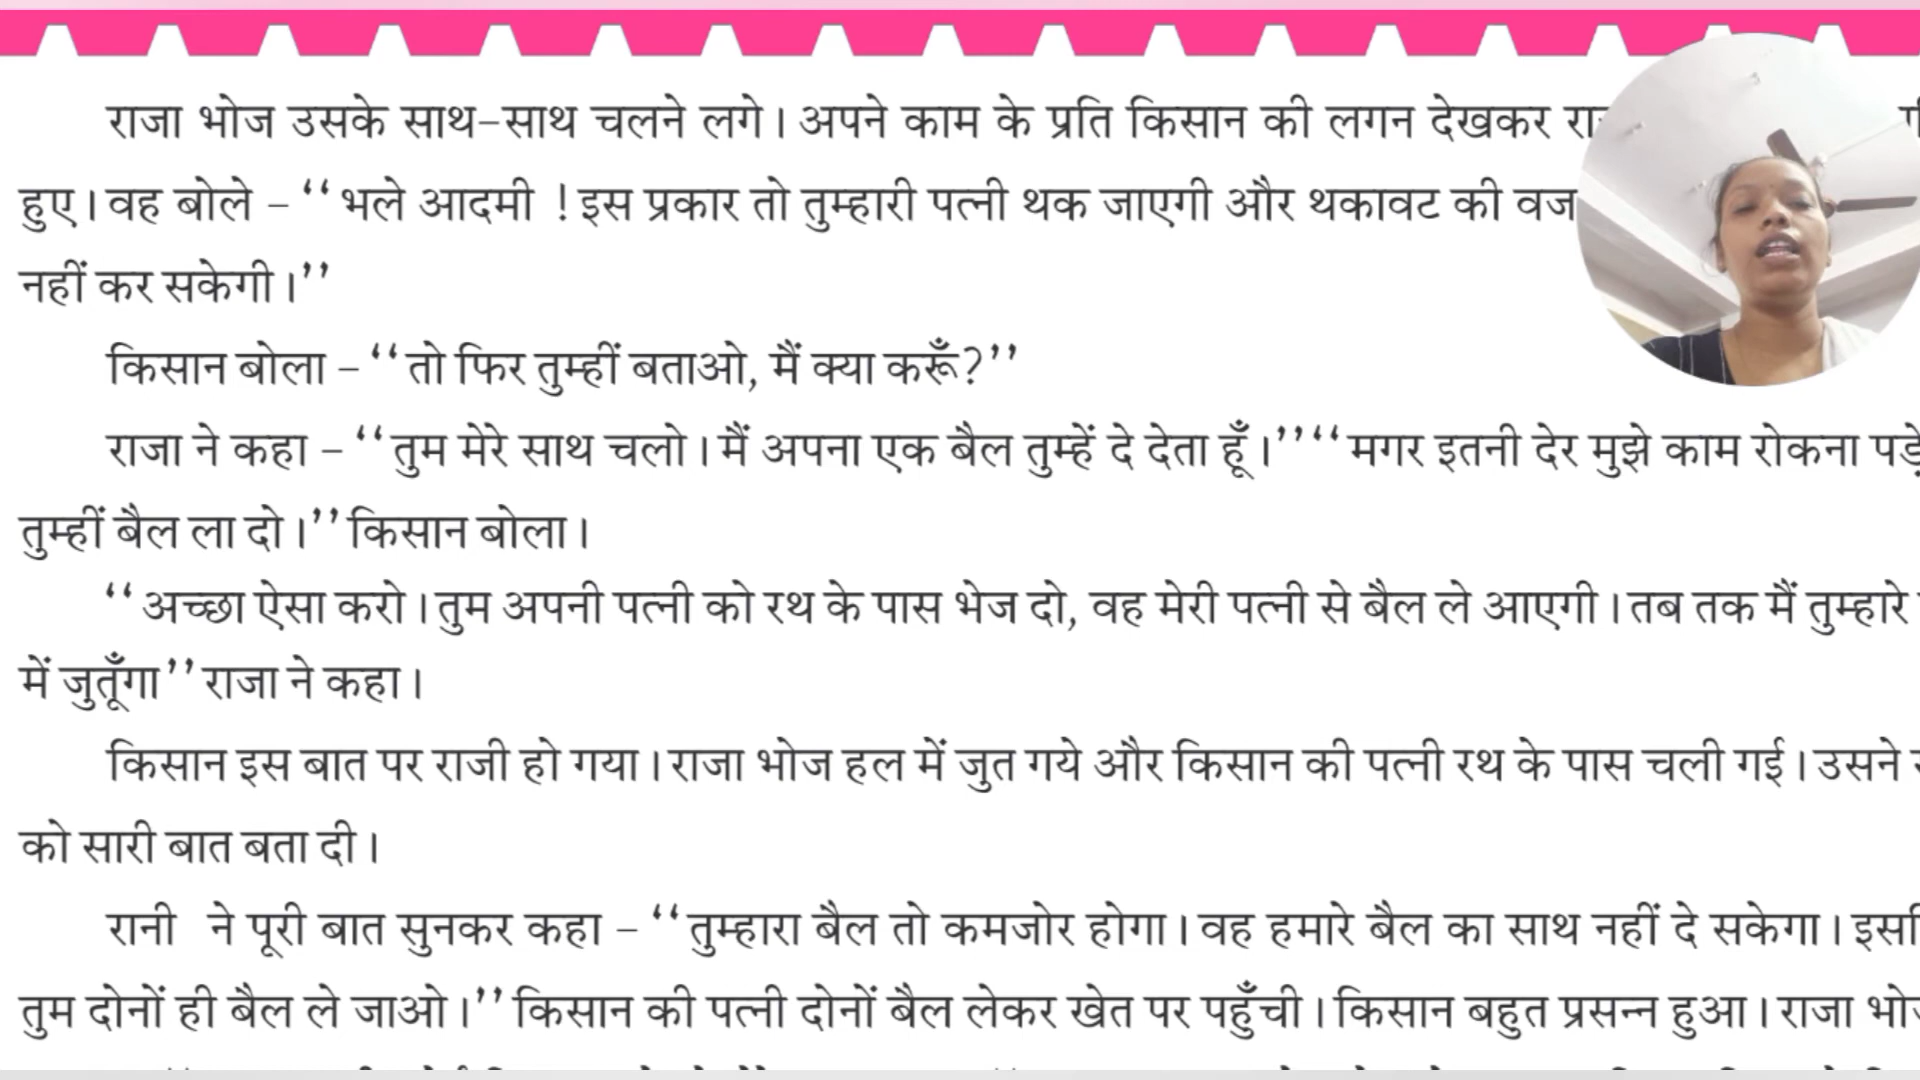 राजा भोज उसके साथ-साथ चलने लगे। अपने काम के प्रति किसान की लगन देखकर
हुए। वह बोले – ‘‘भले आदमी ! इस प्रकार तो तुम्हारी पत्नी थक जाएगी और थकावट की
नहीं कर सकेगी।’’
किसान बोला – ‘‘तो फिर तुम्हीं बताओ, मैं क्या करूँ?’’
राजा ने कहा – ‘‘तुम मेरे साथ चलो। मैं अपना एक बैल तुम्हें दे देता हूँ।’’ ‘‘मगर इतनी देर मुझे काम रोकना
तुम्हीं बैल ला दो।’’ किसान बोला।
‘‘अच्छा ऐसा करो। तुम अपनी पत्नी को रथ के पास भेज दो, वह मेरी पत्नी से बैल ले आएगी। तब तक मैं तुम्हारे
में जुतूँगा’’ राजा ने कहा।
किसान इस बात पर राजी हो गया। राजा भोज हल में जुत गये और किसान की पत्नी रथ के पास चली गई। उसने
को सारी बात बता दी।
रानी ने पूरी बात सुनकर कहा – ‘‘तुम्हारा बैल तो कमजोर होगा। वह हमारे बैल का साथ नहीं दे सकेगा।
तुम दोनों ही बैल ले जाओ।’’ किसान की पत्नी दोनों बैल लेकर खेत पर पहुँची। किसान बहुत प्रसन्न हुआ। राजा